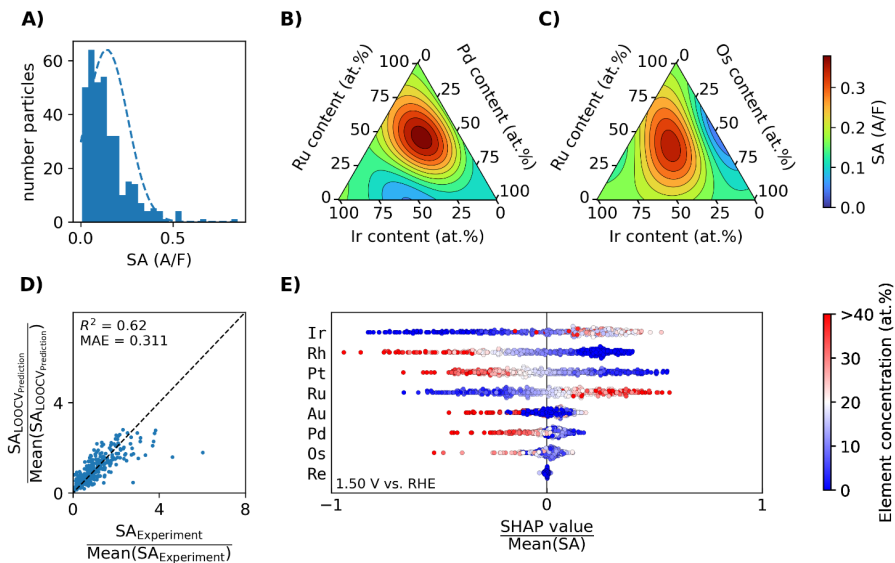 A)
number particles
60
40
20
0
0.0
0.5
SA (A/F)
B)
Ru content (at.%)
Pd content (at.%)
Ir content (at.%)
100
75
50
25
0
0
25
50
75
100
100
75
50
25
0
C)
Ru content (at.%)
Os content (at.%)
Ir content (at.%)
100
75
50
25
0
0
25
50
75
100
100
75
50
25
0
0.3
0.2
0.1
0.0
SA (A/F)
D)
R² = 0.62
MAE = 0.311
SA_LOOCV_Prediction
Mean(SA_LOOCV_Prediction)
4
0
0
4
8
SA_Experiment
Mean(SA_Experiment)
E)
Ir
Rh
Pt
Ru
Au
Pd
Os
Re
1.50 V vs. RHE
−1
0
1
SHAP value
Mean(SA)
>40
30
20
10
0
Element concentration (at.%)